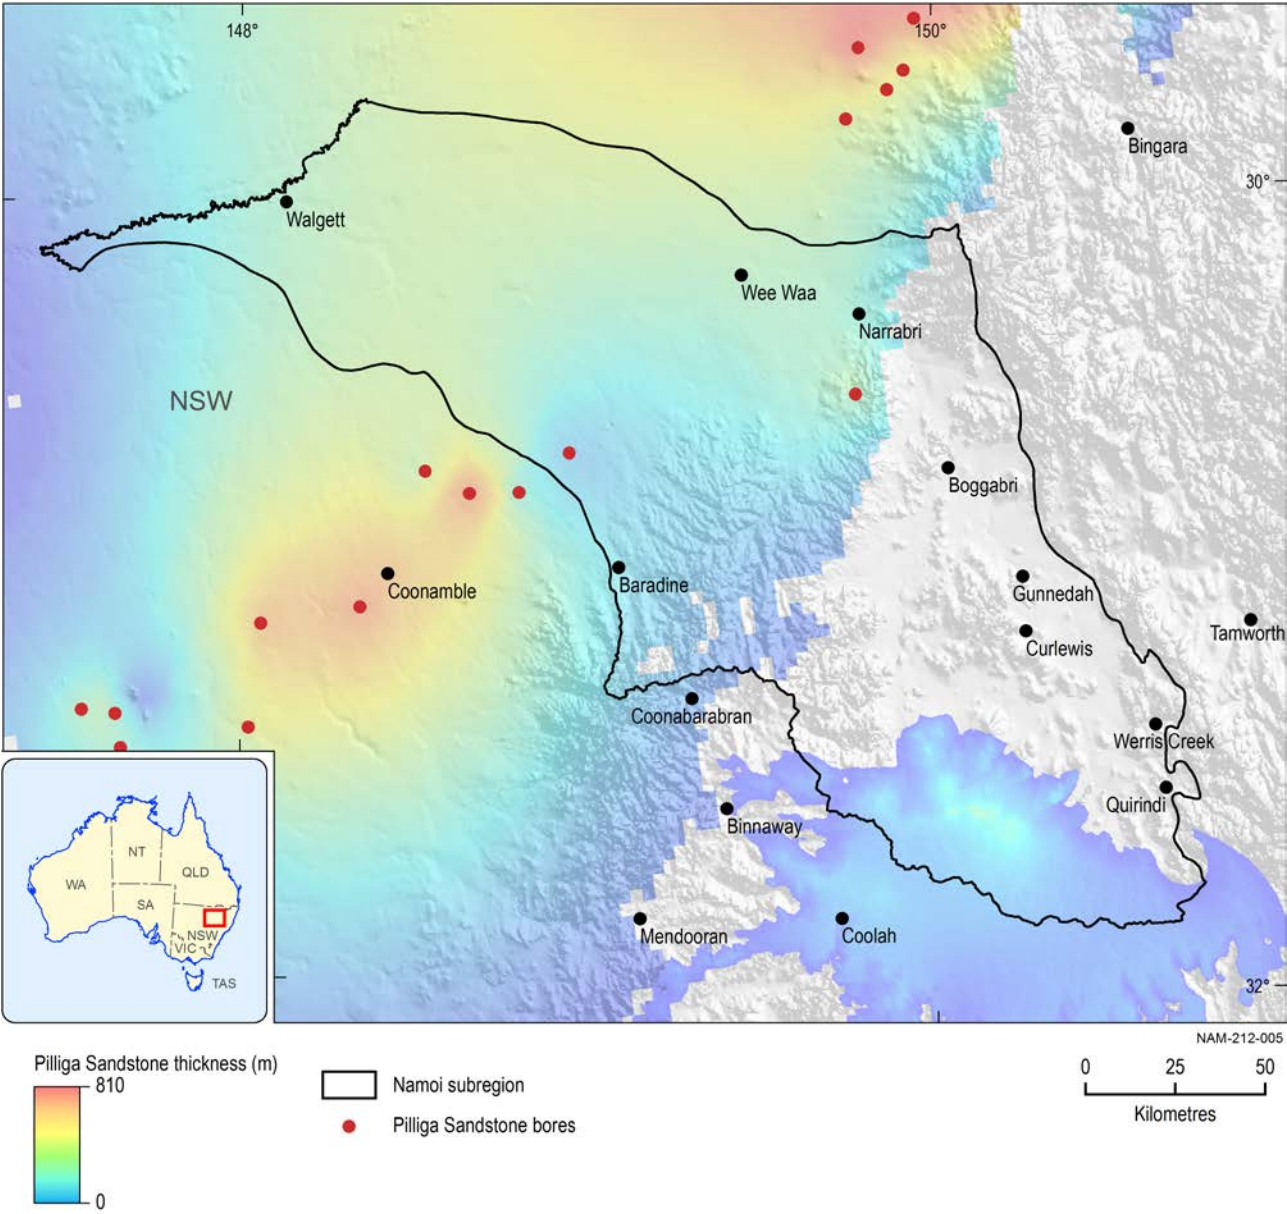 148°
150°
Bingara
30°
Walgett
Wee Waa
Narrabri
NSW
Boggabri
Coonamble
Baradine
Gunnedah
Tamworth
Curlewis
Coonabarabran
Werris Creek
Quirindi
Binnaway
Mendooran
Coolah
32°
NT
QLD
WA
SA
NSW
VIC
TAS
NAM-212-005
Pilliga Sandstone thickness (m)
810
0
Namoi subregion
Pilliga Sandstone bores
0 25 50
Kilometres